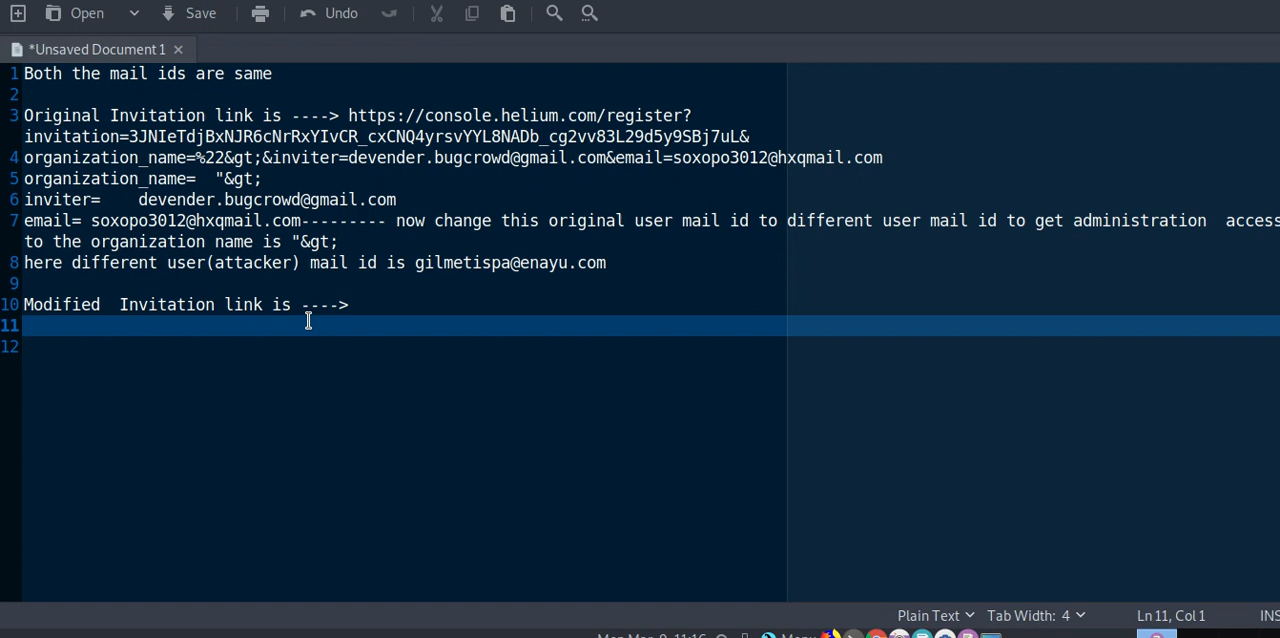 Open Save Undo
*Unsaved Document 1
1 Both the mail ids are same
2
3 Original Invitation link is ----> https://console.helium.com/register?
invitation=3JNIeTdjBxNJR6cNrRxYIvCR_cxCNQ4yrsvYYL8NADb_cg2vv83L29d5y9SBj7uL&
4 organization_name=%22&gt;&inviter=devender.bugcrowd@gmail.com&email=soxopo3012@hxqmail.com
5 organization_name=  "&gt;
6 inviter=    devender.bugcrowd@gmail.com
7 email= soxopo3012@hxqmail.com--------- now change this original user mail id to different user mail id to get administration  access
to the organization name is "&gt;
8 here different user(attacker) mail id is gilmetispa@enayu.com
9
10 Modified  Invitation link is ---->
11
12
Plain Text Tab Width: 4 Ln 11, Col 1 INS